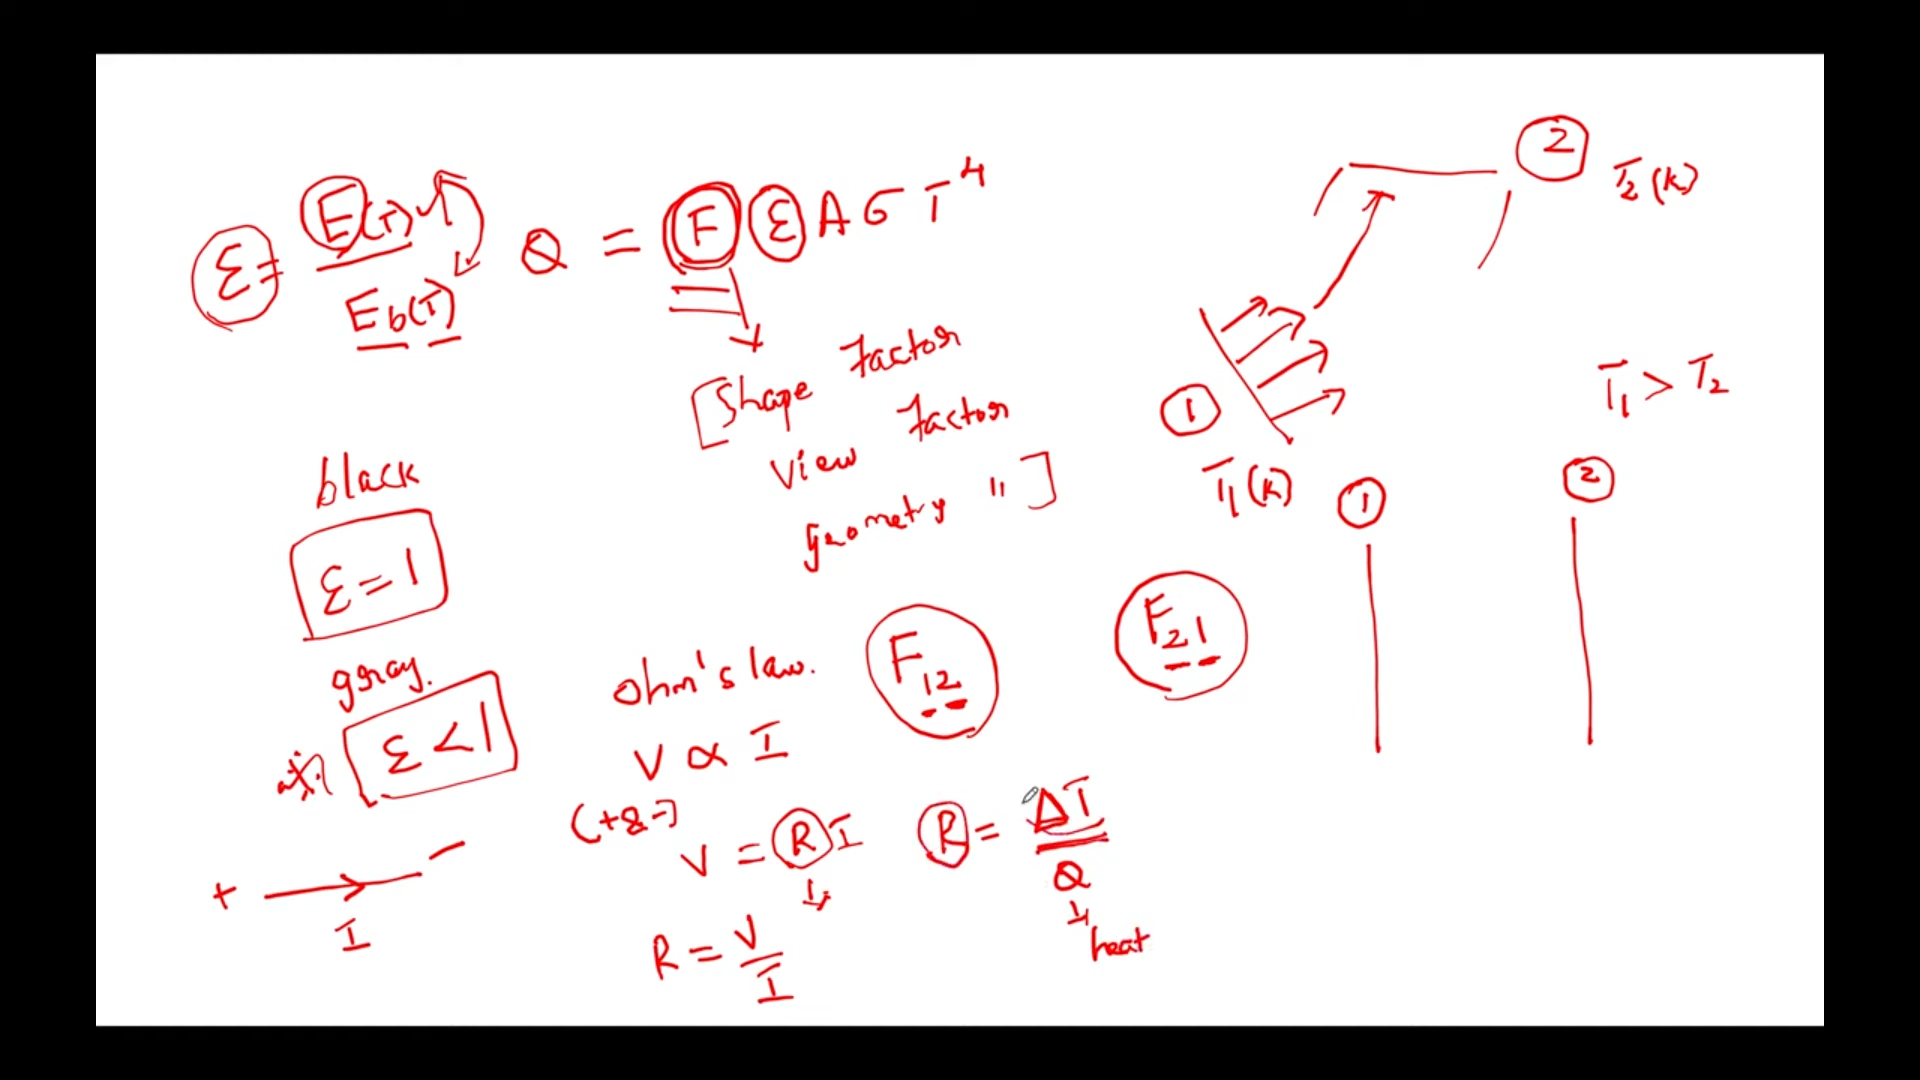 ε = E(T) / Eb(T)
Q = F ε A σ T⁴
[Shape Factor
View Factor
geometry "]
2
T₂(K)
1
T₁(K)
T₁ > T₂
1
2
black
ε = 1
gray.
ε < 1
F₁₂
F₂₁
ohm's law.
V ∝ I
(+&-)
V = RI
R = V / I
R = ΔT / Q
heat
+
-
I